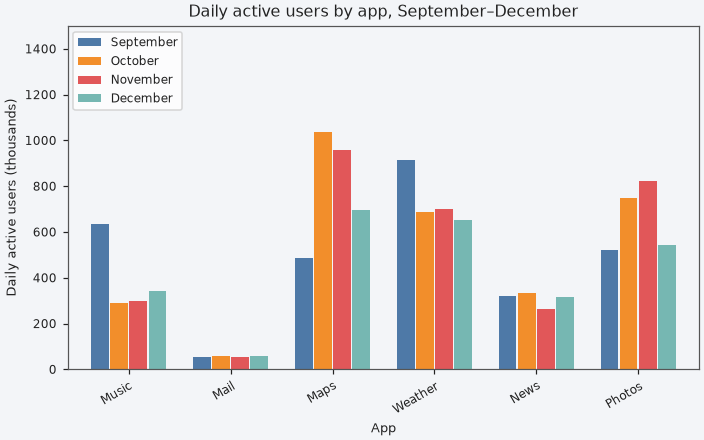 Daily active users by app, September–December
September
October
November
December
Daily active users (thousands)
1400
1200
1000
800
600
400
200
0
Music
Mail
Maps
Weather
News
Photos
App